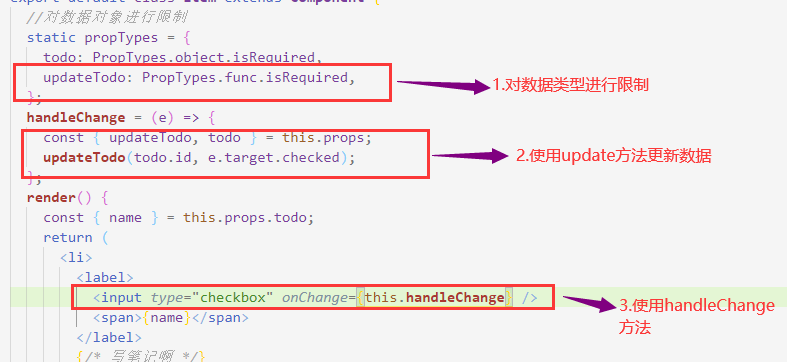 export default class Item extends Component {
//对数据对象进行限制
static propTypes = {
todo: PropTypes.object.isRequired,
updateTodo: PropTypes.func.isRequired,
1.对数据类型进行限制
};
handleChange = (e) => {
const { updateTodo, todo } = this.props;
updateTodo(todo.id, e.target.checked);
2.使用update方法更新数据
};
render() {
const { name } = this.props.todo;
return (
<li>
<label>
<input type="checkbox" onChange={this.handleChange} />
3.使用handleChange
方法
<span>{name}</span>
</label>
{/* 写笔记啊 */}